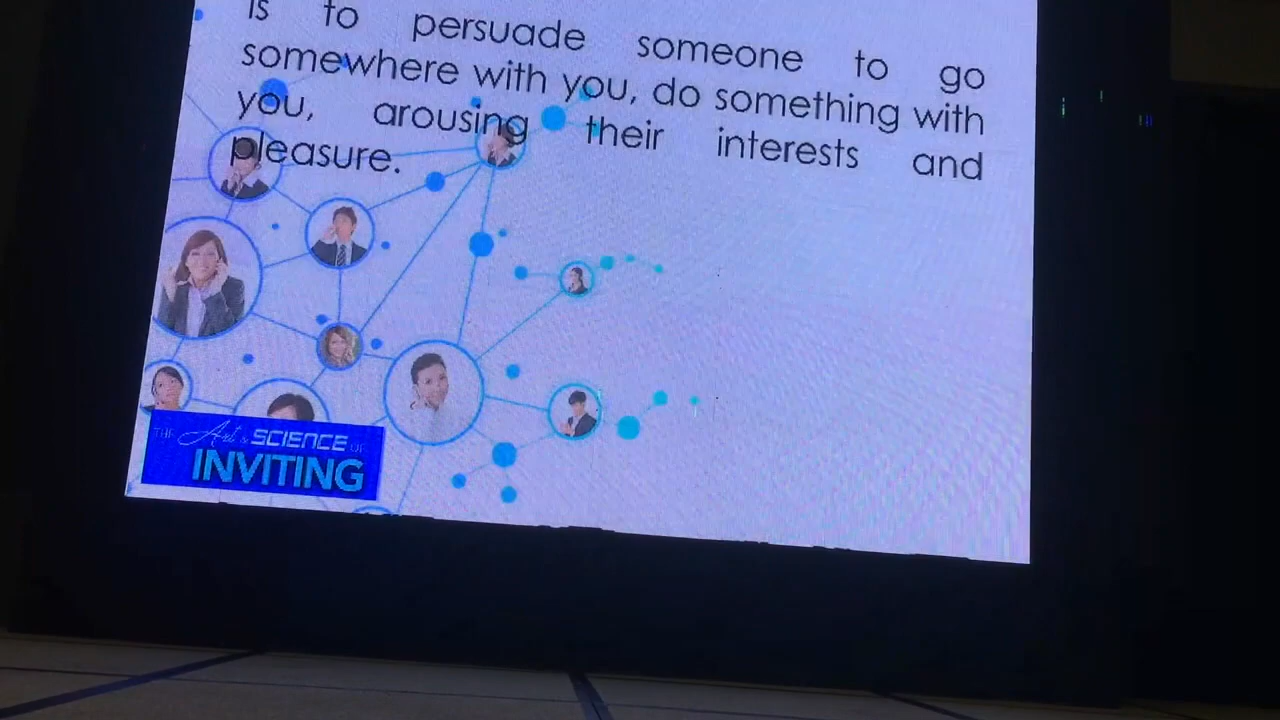 is to persuade someone to go
somewhere with you, do something with
you, arousing their interests and
pleasure.
THE Art & SCIENCE OF
INVITING